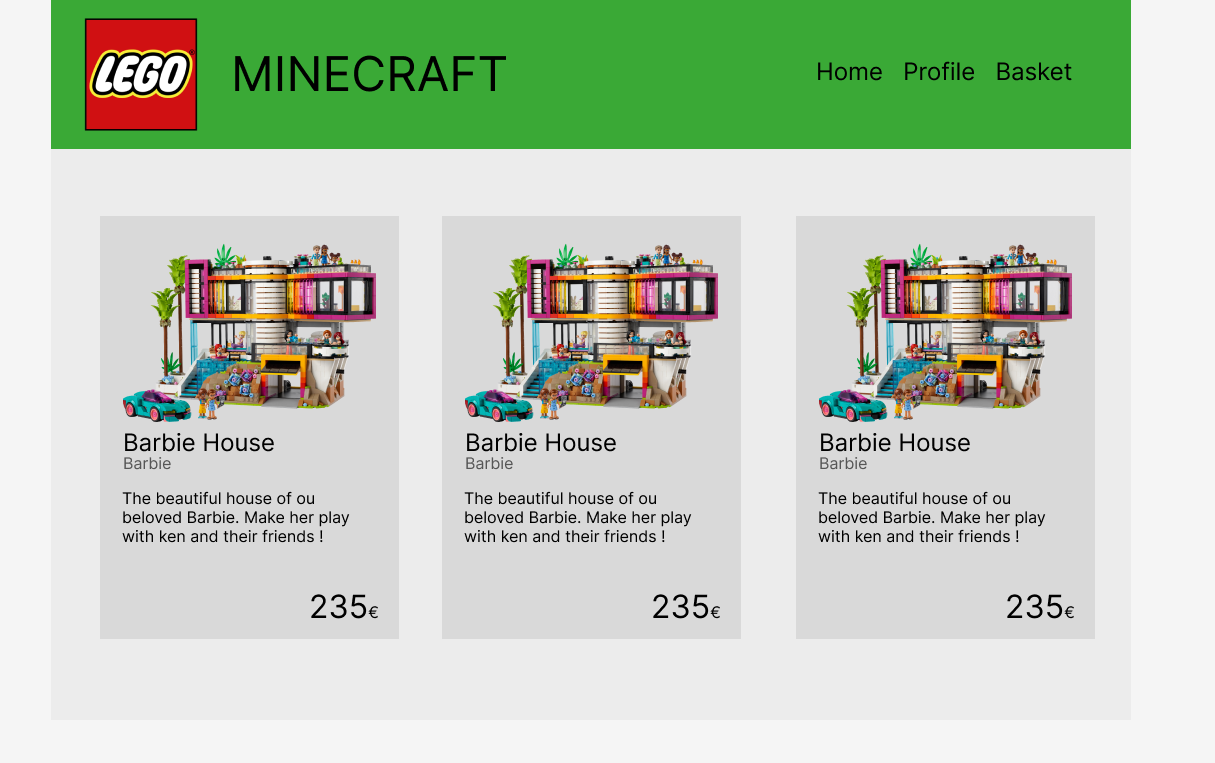 LEGO
MINECRAFT
Home Profile Basket
Barbie House
Barbie
The beautiful house of ou
beloved Barbie. Make her play
with ken and their friends !
235€
Barbie House
Barbie
The beautiful house of ou
beloved Barbie. Make her play
with ken and their friends !
235€
Barbie House
Barbie
The beautiful house of ou
beloved Barbie. Make her play
with ken and their friends !
235€